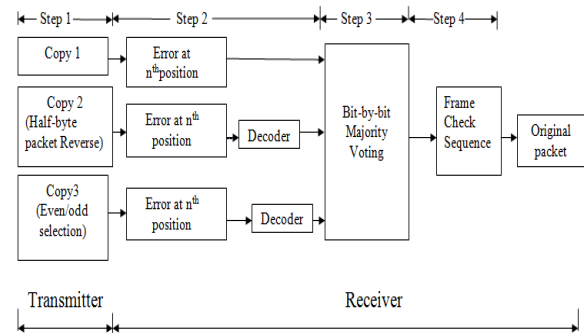 Step 1
Step 2
Step 3
Step 4
Copy 1
Error at
nthposition
Copy 2
(Half-byte
packet Reverse)
Error at nth
position
Decoder
Bit-by-bit
Majority
Voting
Frame
Check
Sequence
Original
packet
Copy3
(Even/odd
selection)
Error at nth
position
Decoder
Transmitter
Receiver